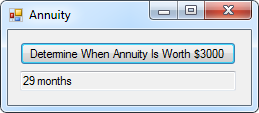 Annuity
Determine When Annuity Is Worth $3000
29 months